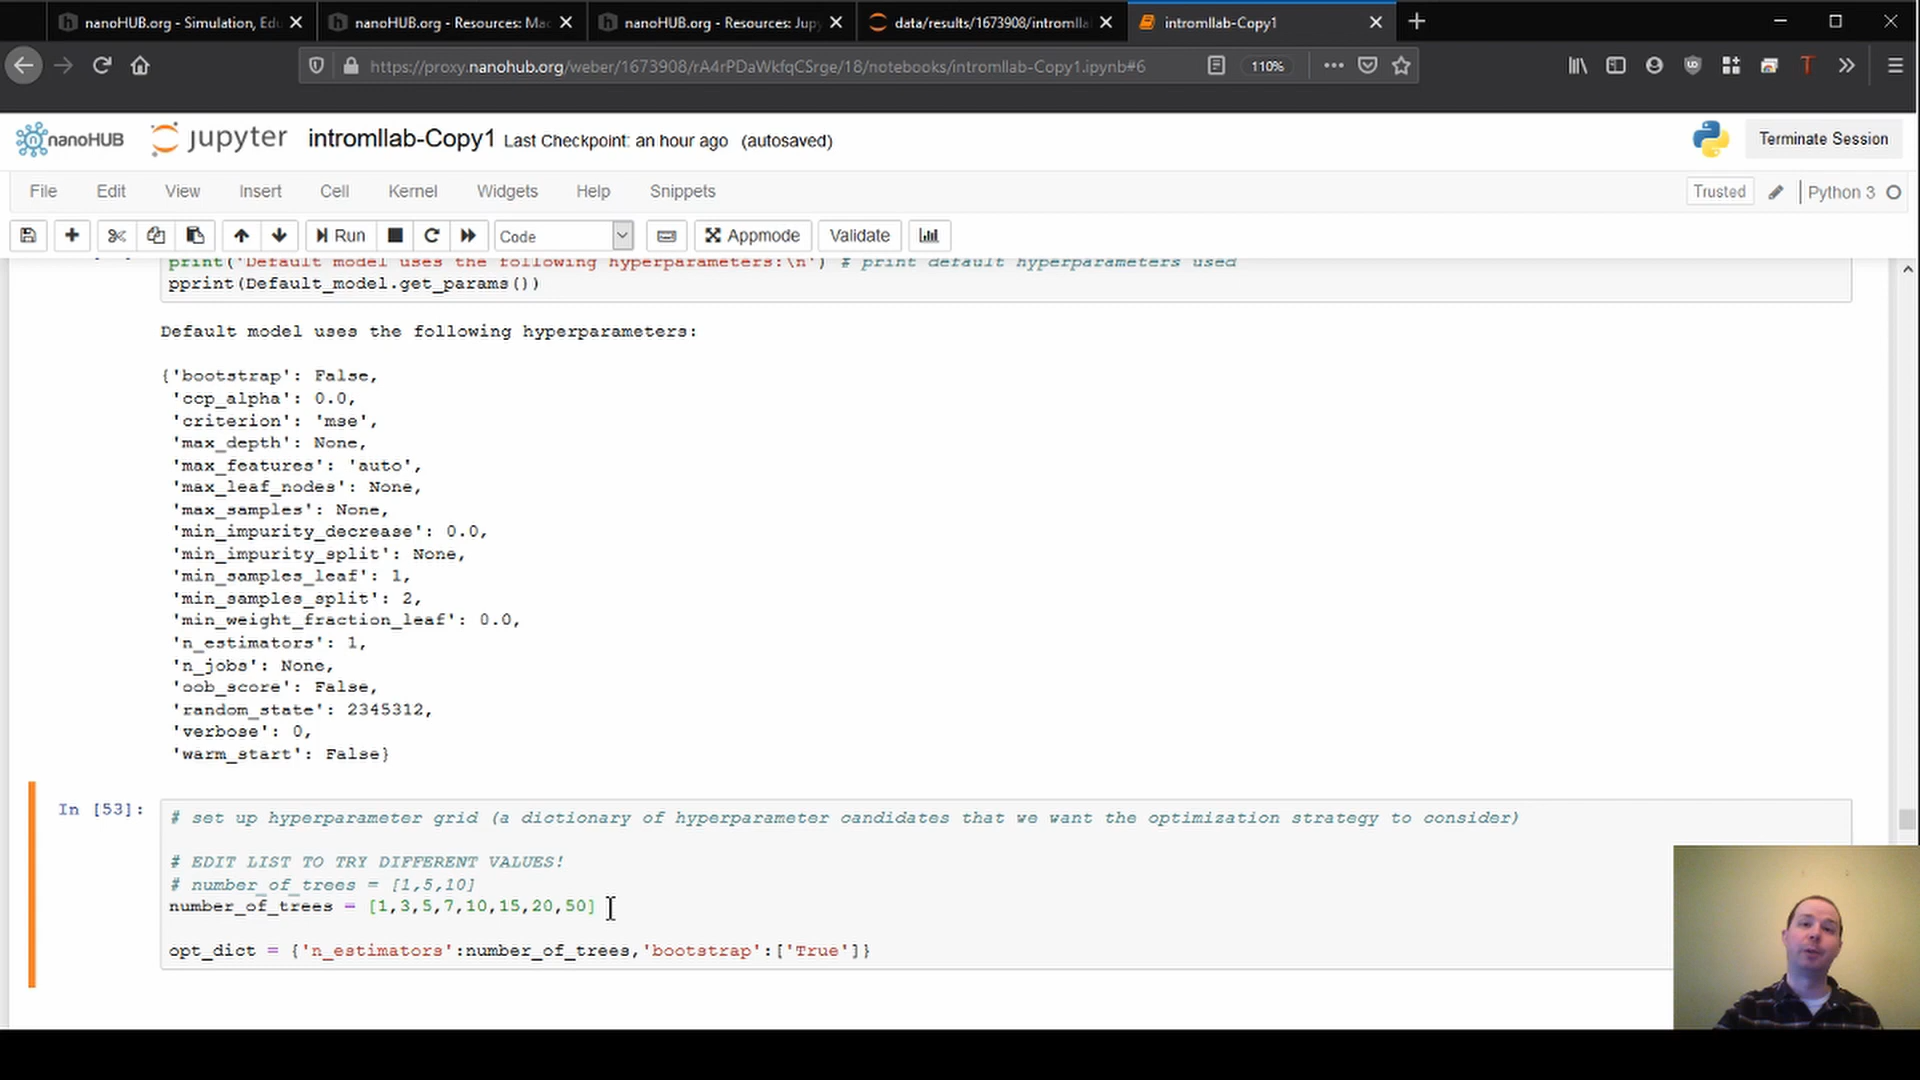 nanoHUB.org - Simulation, Edu
nanoHUB.org - Resources: Mac
nanoHUB.org - Resources: Jupy
data/results/1673908/intromllal
intromllab-Copy1
https://proxy.nanohub.org/weber/1673908/rA4rPDaWkfqCSrge/18/notebooks/intromllab-Copy1.ipynb#6
110%
nanoHUB
jupyter
intromllab-Copy1 Last Checkpoint: an hour ago (autosaved)
Terminate Session
File Edit View Insert Cell Kernel Widgets Help Snippets
Trusted
Python 3
Run
Code
Appmode
Validate
print('Default model uses the following hyperparameters:\n') # print default hyperparameters used
pprint(Default_model.get_params())
Default model uses the following hyperparameters:
{'bootstrap': False,
'ccp_alpha': 0.0,
'criterion': 'mse',
'max_depth': None,
'max_features': 'auto',
'max_leaf_nodes': None,
'max_samples': None,
'min_impurity_decrease': 0.0,
'min_impurity_split': None,
'min_samples_leaf': 1,
'min_samples_split': 2,
'min_weight_fraction_leaf': 0.0,
'n_estimators': 1,
'n_jobs': None,
'oob_score': False,
'random_state': 2345312,
'verbose': 0,
'warm_start': False}
In [53]:
# set up hyperparameter grid (a dictionary of hyperparameter candidates that we want the optimization strategy to consider)
# EDIT LIST TO TRY DIFFERENT VALUES!
# number_of_trees = [1,5,10]
number_of_trees = [1,3,5,7,10,15,20,50]
opt_dict = {'n_estimators':number_of_trees,'bootstrap':['True']}